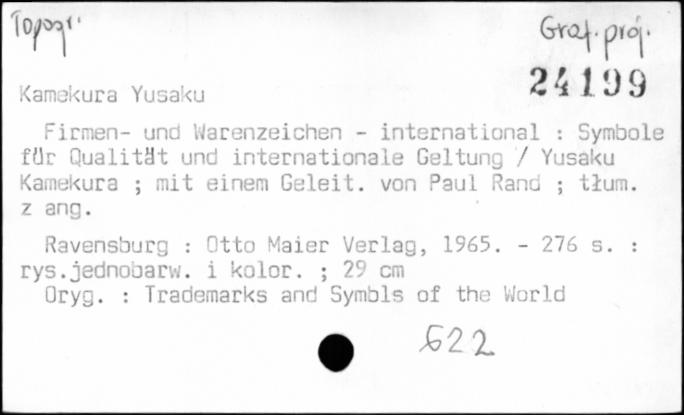 Topogr.
Graf. proj.
24199
Kamekura Yusaku
Firmen- und Warenzeichen - international : Symbole
für Qualität und internationale Geltung / Yusaku
Kamekura ; mit einem Geleit. von Paul Rand ; tłum.
z ang.
Ravensburg : Otto Maier Verlag, 1965. - 276 s. :
rys.jednobarw. i kolor. ; 29 cm
Oryg. : Trademarks and Symbls of the World
622